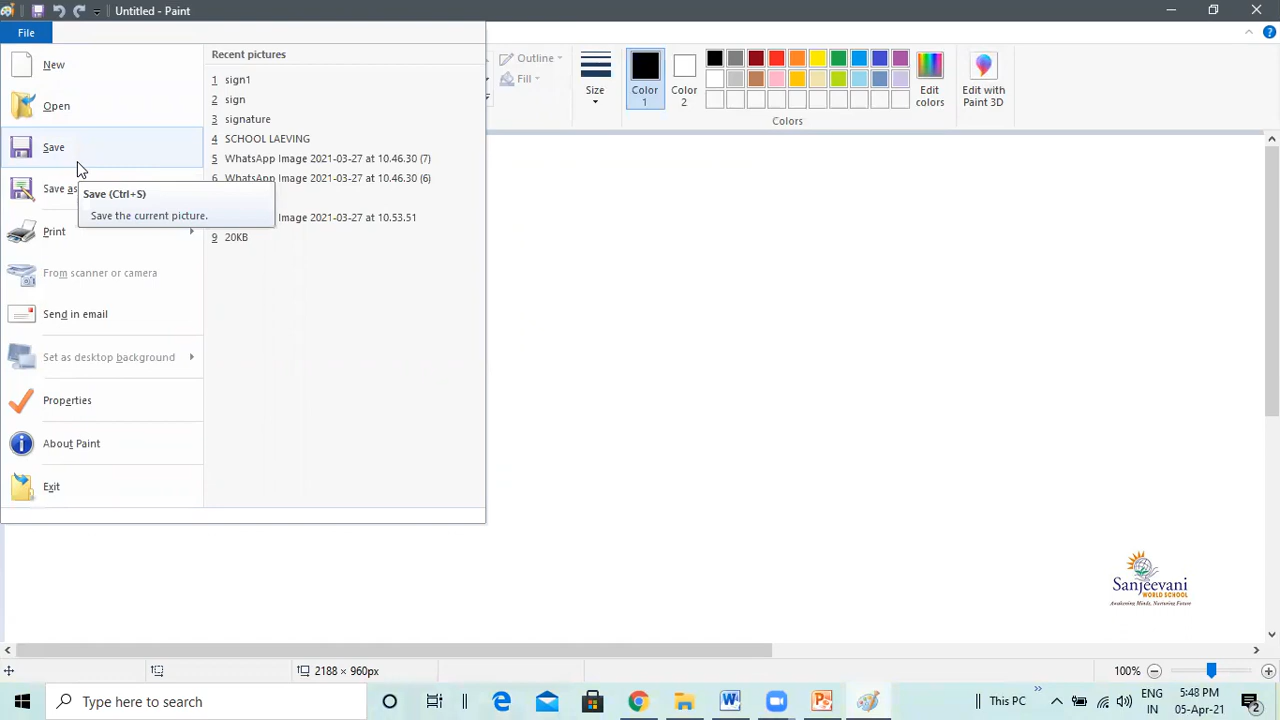 Untitled - Paint
File
New
Open
Save
Save as
Print
From scanner or camera
Send in email
Set as desktop background
Properties
About Paint
Exit
Save (Ctrl+S)
Save the current picture.
Recent pictures
1 sign1
2 sign
3 signature
4 SCHOOL LAEVING
5 WhatsApp Image 2021-03-27 at 10.46.30 (7)
6 WhatsApp Image 2021-03-27 at 10.46.30 (6)
Image 2021-03-27 at 10.53.51
9 20KB
Outline
Fill
Size
Color 1
Color 2
Edit colors
Edit with Paint 3D
Colors
Sanjeevani
WORLD SCHOOL
Awakening Minds, Nurturing Future
2188 × 960px
100%
Type here to search
This PC
ENG
IN
5:48 PM
05-Apr-21
2